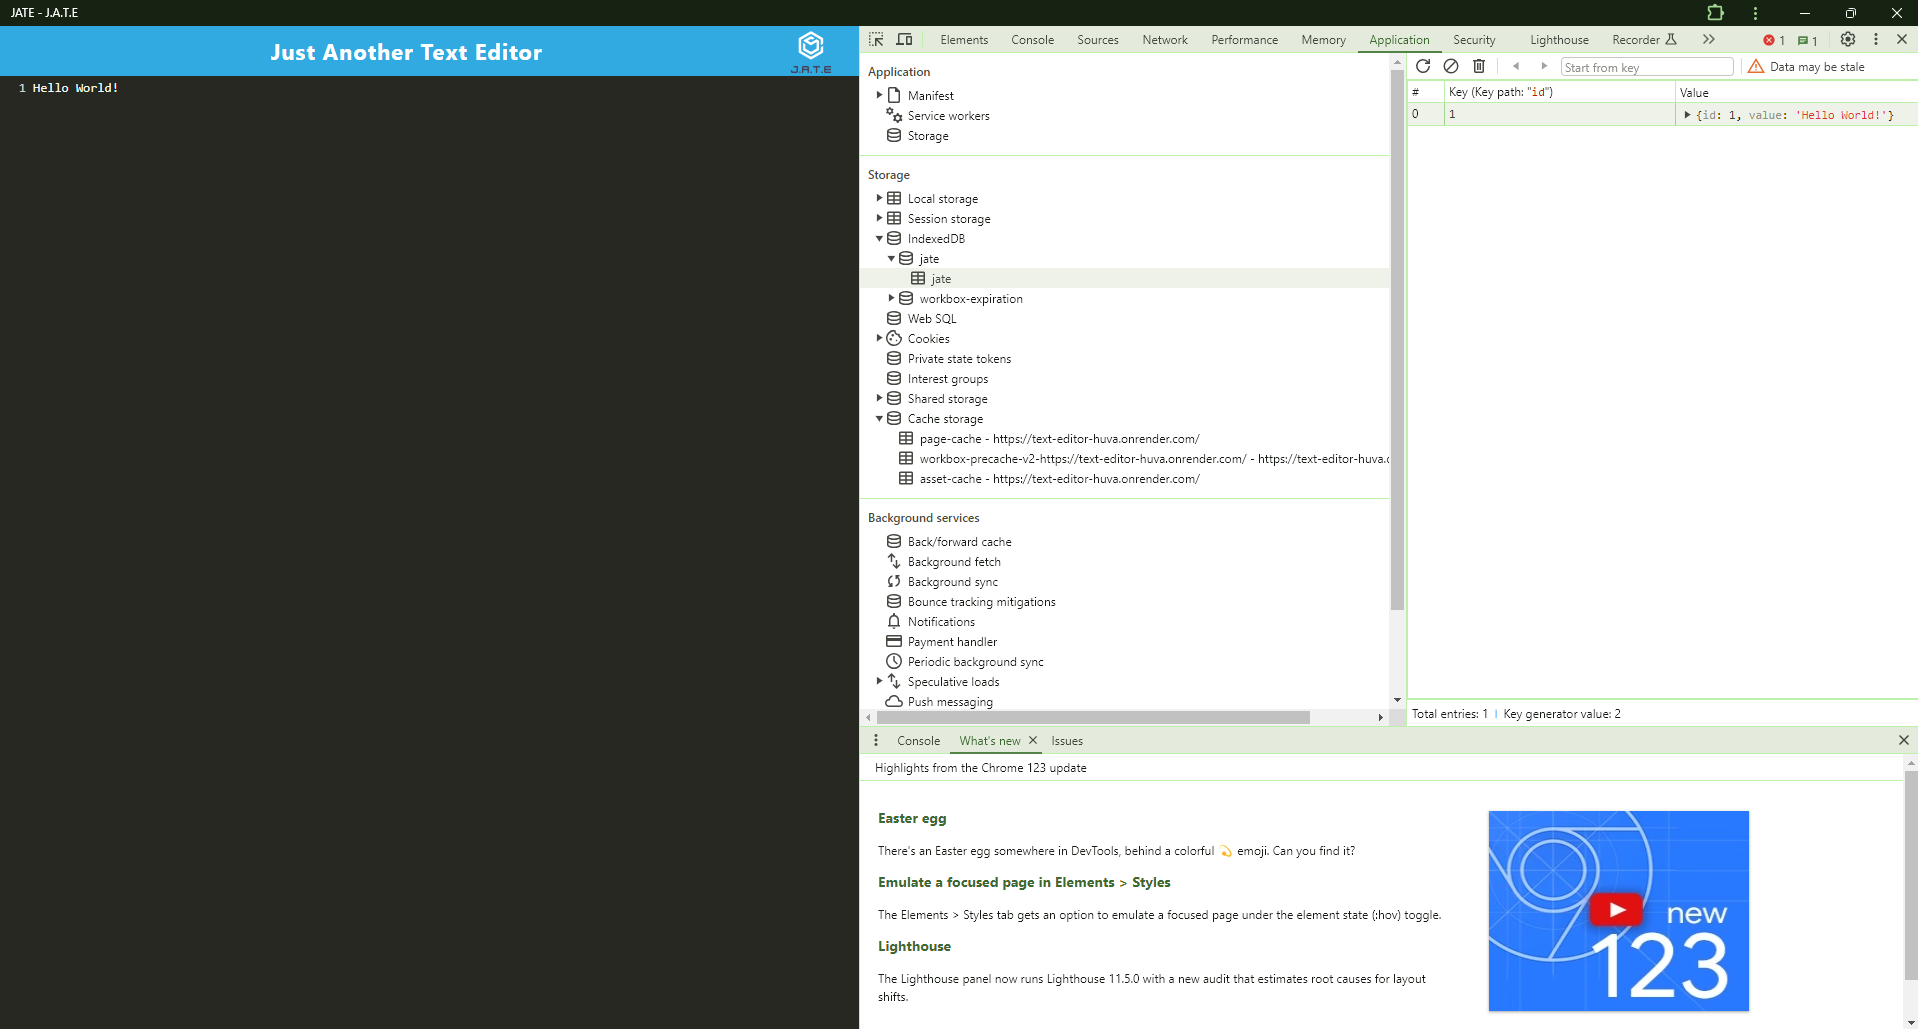 JATE - J.A.T.E
Just Another Text Editor
J.A.T.E
1 Hello World!
Elements Console Sources Network Performance Memory Application Security Lighthouse Recorder 1 1
Application
Manifest
Service workers
Storage
Storage
Local storage
Session storage
IndexedDB
jate
jate
workbox-expiration
Web SQL
Cookies
Private state tokens
Interest groups
Shared storage
Cache storage
page-cache - https://text-editor-huva.onrender.com/
workbox-precache-v2-https://text-editor-huva.onrender.com/ - https://text-editor-huva.
asset-cache - https://text-editor-huva.onrender.com/
Background services
Back/forward cache
Background fetch
Background sync
Bounce tracking mitigations
Notifications
Payment handler
Periodic background sync
Speculative loads
Push messaging
Start from key Data may be stale
# Key (Key path: "id") Value
0 1 {id: 1, value: 'Hello World!'}
Total entries: 1 Key generator value: 2
Console What's new Issues
Highlights from the Chrome 123 update
Easter egg
There's an Easter egg somewhere in DevTools, behind a colorful 💫 emoji. Can you find it?
Emulate a focused page in Elements > Styles
The Elements > Styles tab gets an option to emulate a focused page under the element state (:hov) toggle.
Lighthouse
The Lighthouse panel now runs Lighthouse 11.5.0 with a new audit that estimates root causes for layout
shifts.
new
123